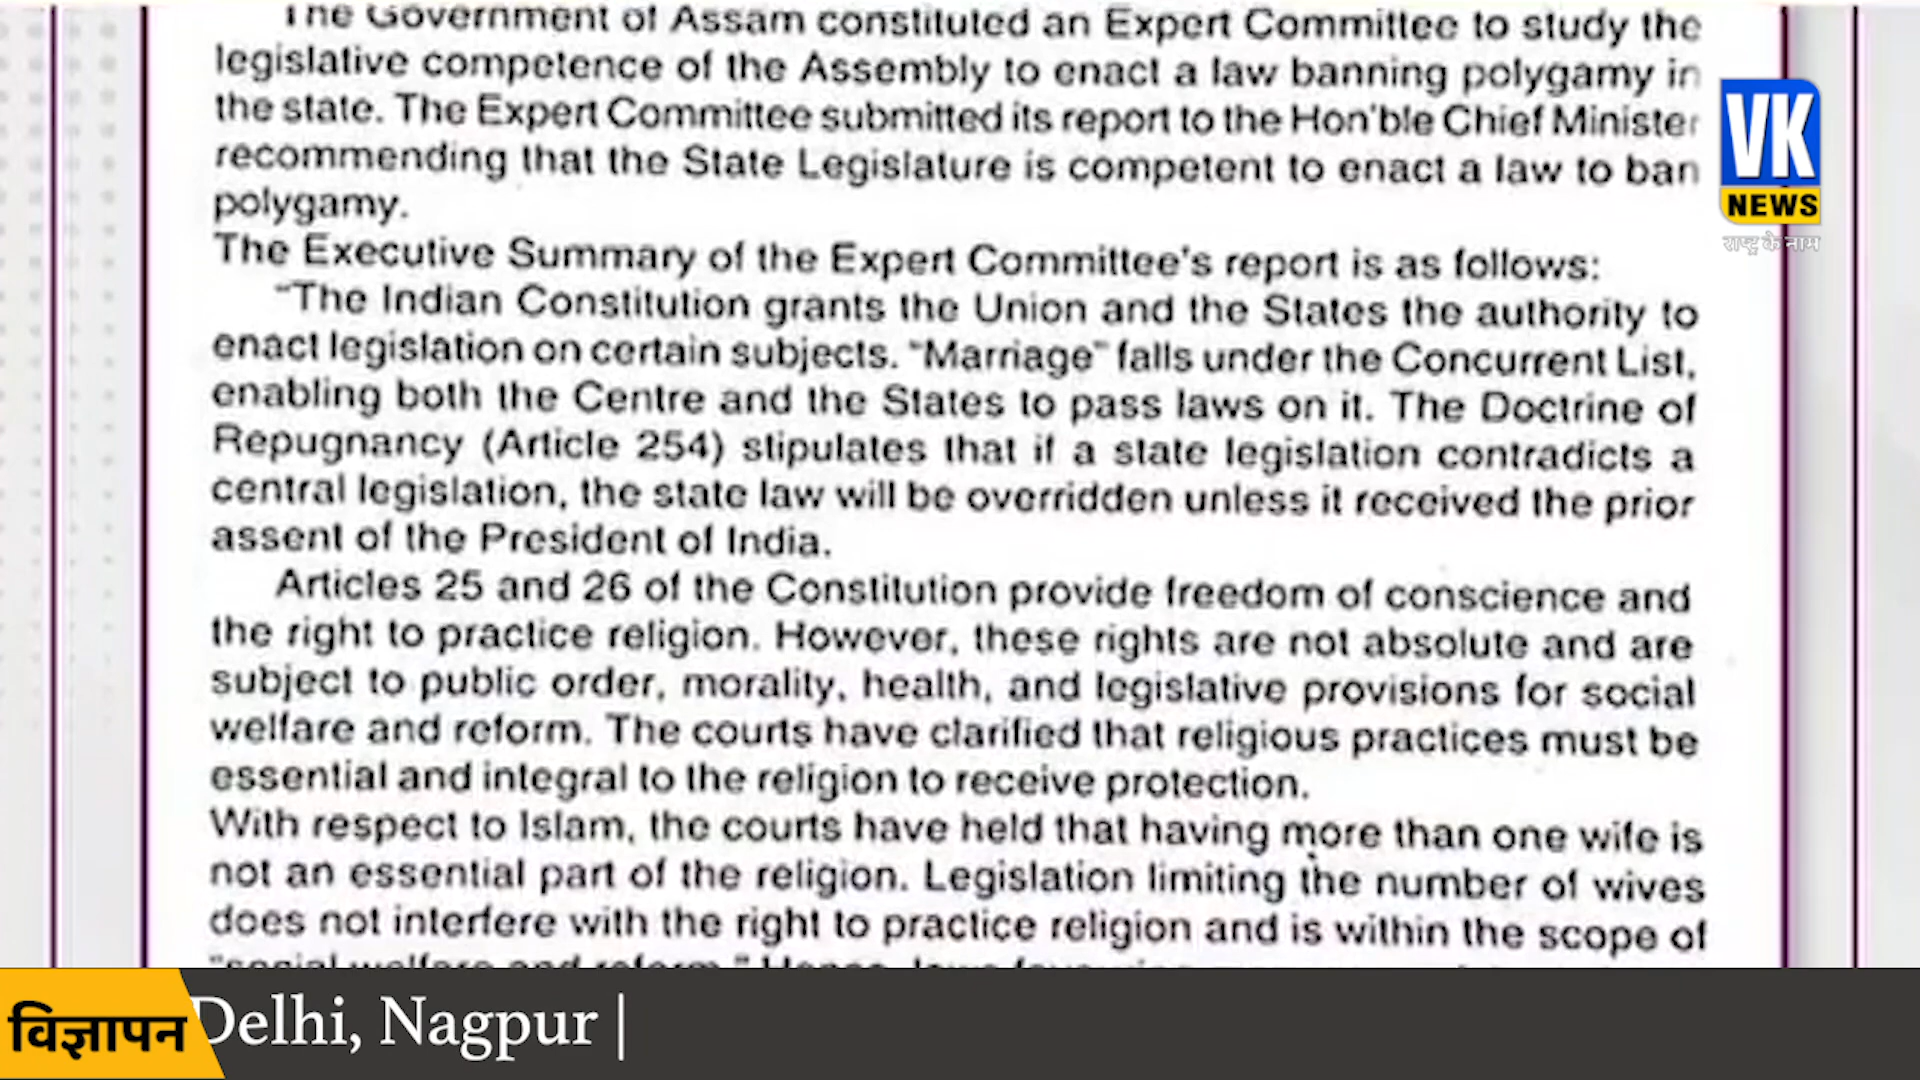 The Government of Assam constituted an Expert Committee to study the
legislative competence of the Assembly to enact a law banning polygamy in
the state. The Expert Committee submitted its report to the Hon'ble Chief Minister
recommending that the State Legislature is competent to enact a law to ban
polygamy.
The Executive Summary of the Expert Committee's report is as follows:
"The Indian Constitution grants the Union and the States the authority to
enact legislation on certain subjects. "Marriage" falls under the Concurrent List,
enabling both the Centre and the States to pass laws on it. The Doctrine of
Repugnancy (Article 254) stipulates that if a state legislation contradicts a
central legislation, the state law will be overridden unless it received the prior
assent of the President of India.
Articles 25 and 26 of the Constitution provide freedom of conscience and
the right to practice religion. However, these rights are not absolute and are
subject to public order, morality, health, and legislative provisions for social
welfare and reform. The courts have clarified that religious practices must be
essential and integral to the religion to receive protection.
With respect to Islam, the courts have held that having more than one wife is
not an essential part of the religion. Legislation limiting the number of wives
does not interfere with the right to practice religion and is within the scope of
"social welfare and reform." Hence, laws
VK
NEWS
राष्ट्र के नाम
विज्ञापन
Delhi, Nagpur |